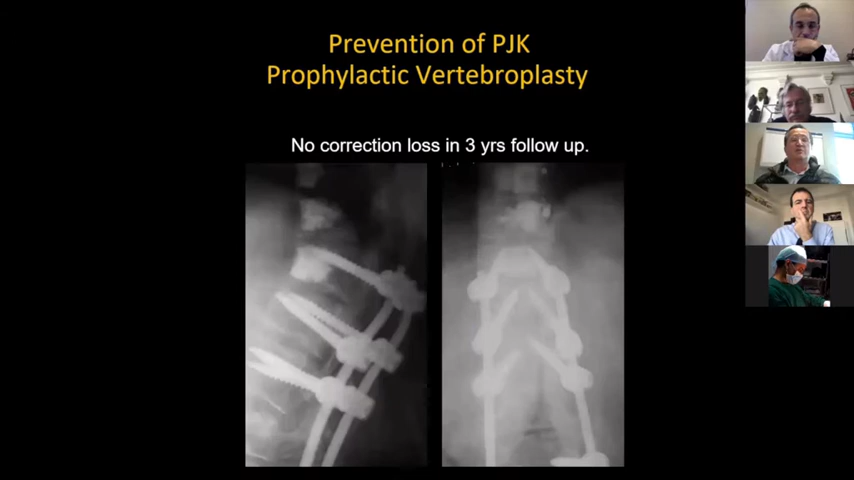 Prevention of PJK
Prophylactic Vertebroplasty
No correction loss in 3 yrs follow up.